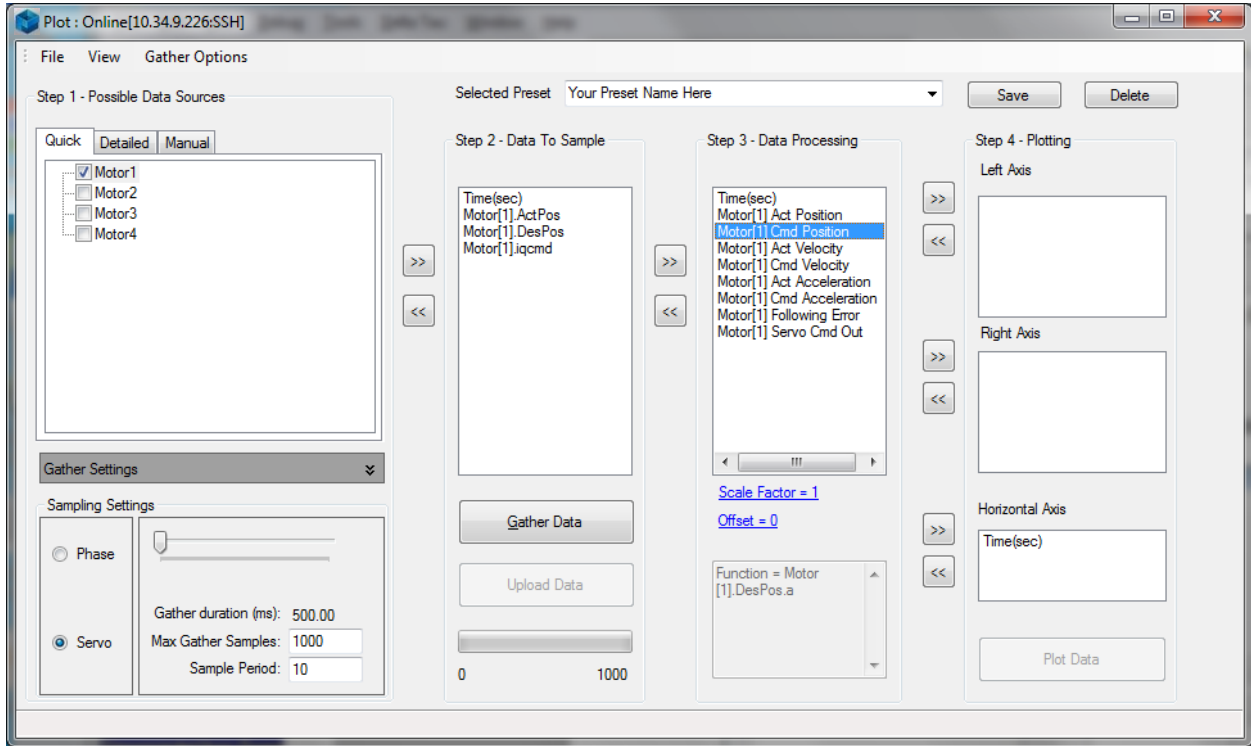 Plot : Online[10.34.9.226:SSH]
File View Gather Options
Step 1 - Possible Data Sources
Selected Preset Your Preset Name Here
Save
Delete
Quick Detailed Manual
Motor1
Motor2
Motor3
Motor4
Gather Settings
Sampling Settings
Phase
Servo
Gather duration (ms): 500.00
Max Gather Samples: 1000
Sample Period: 10
>>
<<
Step 2 - Data To Sample
Time(sec)
Motor[1].ActPos
Motor[1].DesPos
Motor[1].iqcmd
Gather Data
Upload Data
0 1000
>>
<<
Step 3 - Data Processing
Time(sec)
Motor[1] Act Position
Motor[1] Cmd Position
Motor[1] Act Velocity
Motor[1] Cmd Velocity
Motor[1] Act Acceleration
Motor[1] Cmd Acceleration
Motor[1] Following Error
Motor[1] Servo Cmd Out
Scale Factor = 1
Offset = 0
Function = Motor
[1].DesPos.a
Step 4 - Plotting
Left Axis
>>
<<
Right Axis
>>
<<
Horizontal Axis
>>
<<
Time(sec)
Plot Data